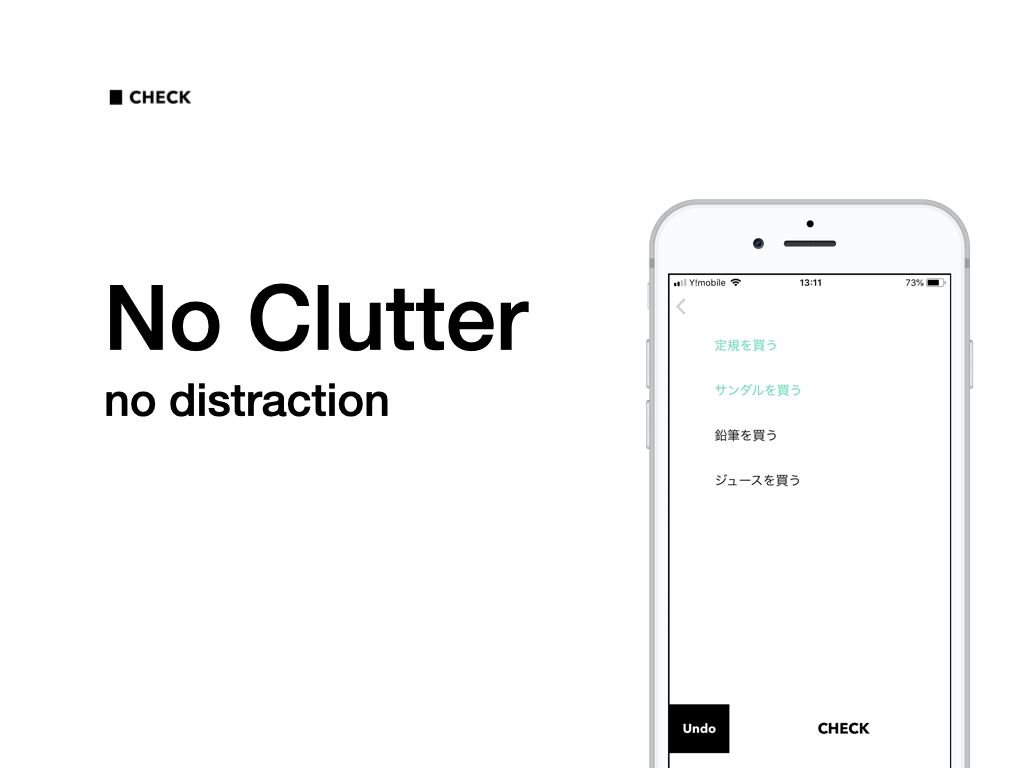 CHECK
No Clutter
no distraction
Y!mobile 13:11 73%
定規を買う
サンダルを買う
鉛筆を買う
ジュースを買う
Undo CHECK